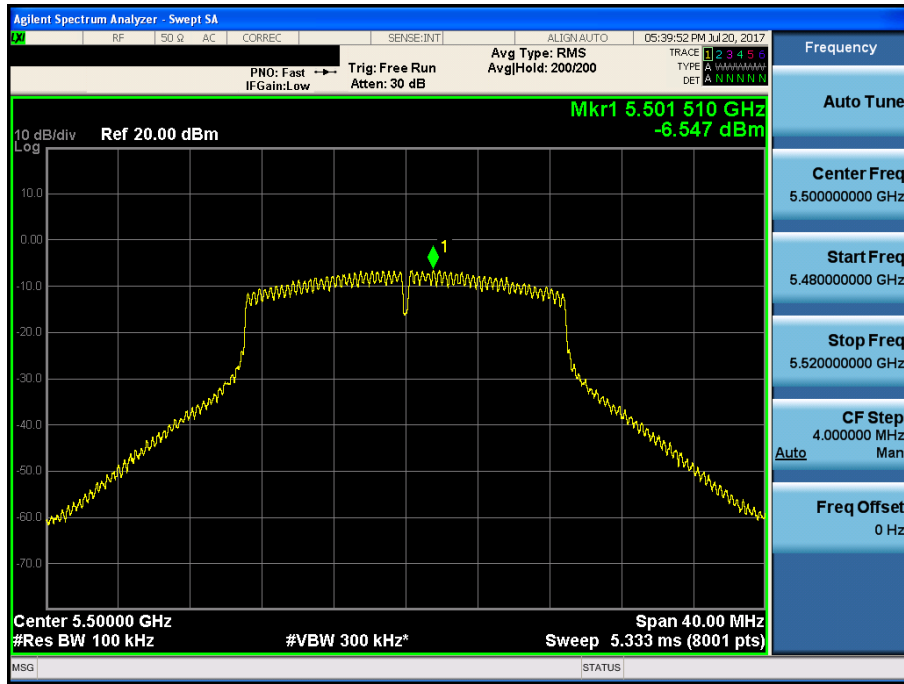 Agilent Spectrum Analyzer - Swept SA
LXI RF 50 Ω AC CORREC SENSE:INT ALIGN AUTO 05:39:52 PM Jul 20, 2017
PNO: Fast
IFGain:Low
Trig: Free Run
Atten: 30 dB
Avg Type: RMS
Avg|Hold: 200/200
TRACE 1 2 3 4 5 6
TYPE A WWWWW
DET A N N N N N
Mkr1 5.501 510 GHz
-6.547 dBm
10 dB/div Ref 20.00 dBm
Log
10.0
0.00
-10.0
-20.0
-30.0
-40.0
-50.0
-60.0
-70.0
1
Center 5.50000 GHz Span 40.00 MHz
#Res BW 100 kHz #VBW 300 kHz* Sweep 5.333 ms (8001 pts)
MSG STATUS
Frequency
Auto Tune
Center Freq
5.500000000 GHz
Start Freq
5.480000000 GHz
Stop Freq
5.520000000 GHz
CF Step
4.000000 MHz
Auto Man
Freq Offset
0 Hz